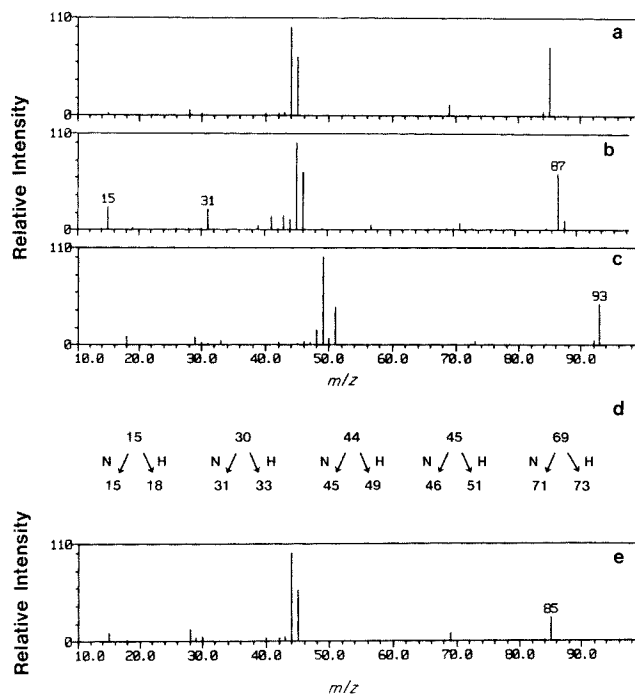 110
a
0
110
b
87
15
31
0
110
c
93
0
10.0 20.0 30.0 40.0 50.0 60.0 70.0 80.0 90.0
m/z
Relative Intensity
d
15 30 44 45 69
N H N H N H N H N H
15 18 31 33 45 49 46 51 71 73
110
e
85
0
10.0 20.0 30.0 40.0 50.0 60.0 70.0 80.0 90.0
m/z
Relative Intensity